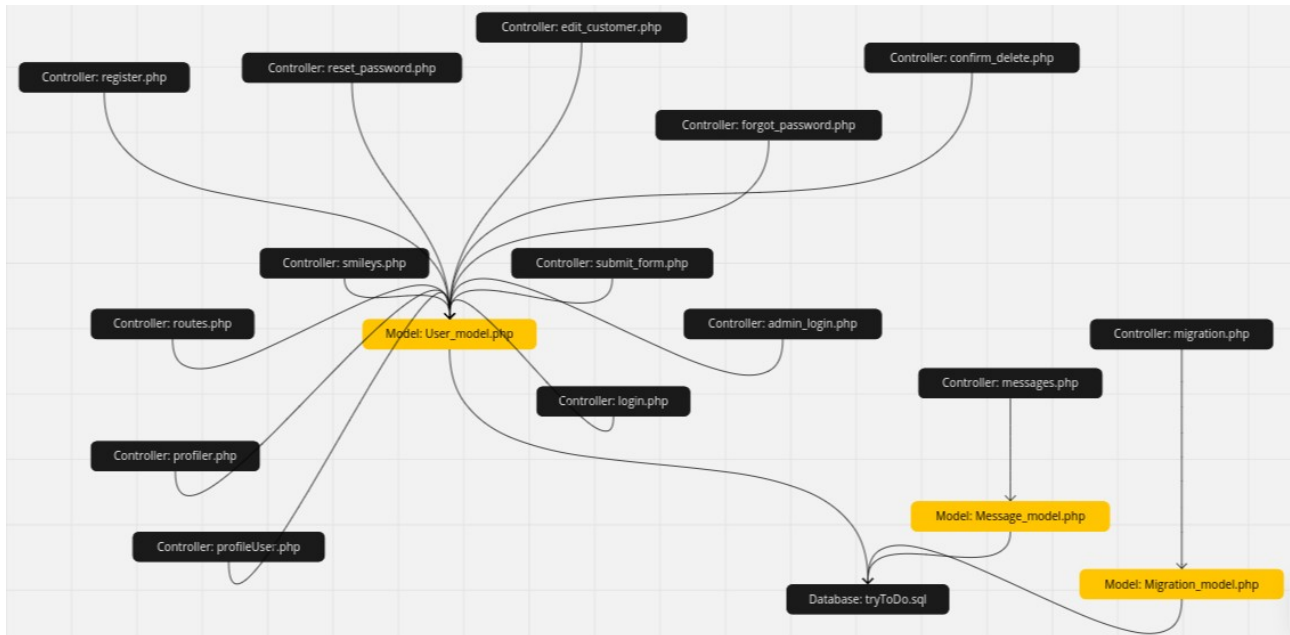 Controller: edit_customer.php
Controller: confirm_delete.php
Controller: reset_password.php
Controller: register.php
Controller: forgot_password.php
Controller: smileys.php
Controller: submit_form.php
Controller: routes.php
Controller: admin_login.php
Model: User_model.php
Controller: migration.php
Controller: messages.php
Controller: login.php
Controller: profiler.php
Model: Message_model.php
Controller: profileUser.php
Model: Migration_model.php
Database: tryToDo.sql